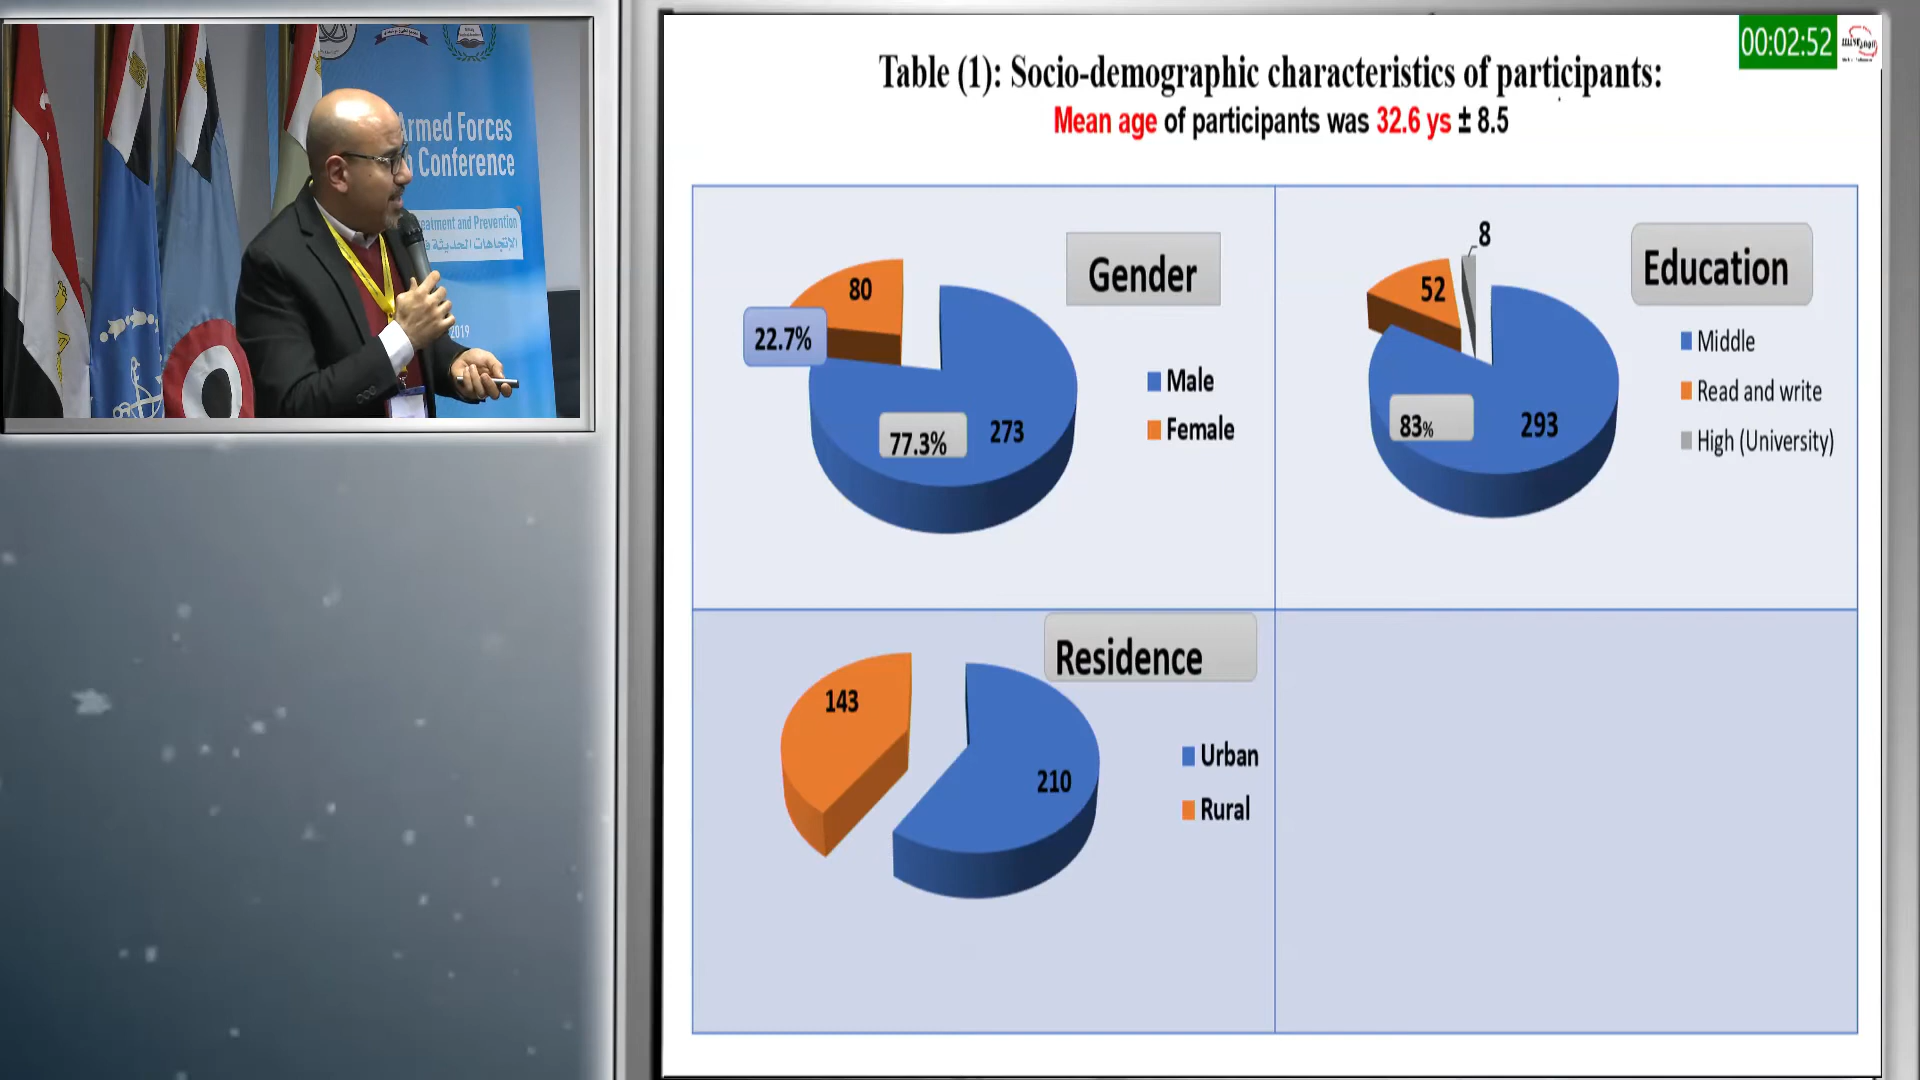 Armed Forces
Conference
eatment and Prevention
الإتجاهات الحديثة
2019
00:02:52
Table (1): Socio-demographic characteristics of participants:
Mean age of participants was 32.6 ys ± 8.5
Gender
80
22.7%
77.3%
273
Male
Female
Education
8
52
83%
293
Middle
Read and write
High (University)
Residence
143
210
Urban
Rural